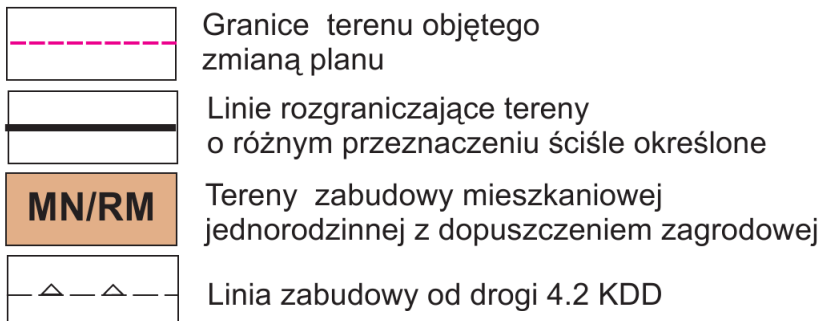 Granice terenu objętego
zmianą planu
Linie rozgraniczające tereny
o różnym przeznaczeniu ściśle określone
MN/RM
Tereny zabudowy mieszkaniowej
jednorodzinnej z dopuszczeniem zagrodowej
Linia zabudowy od drogi 4.2 KDD